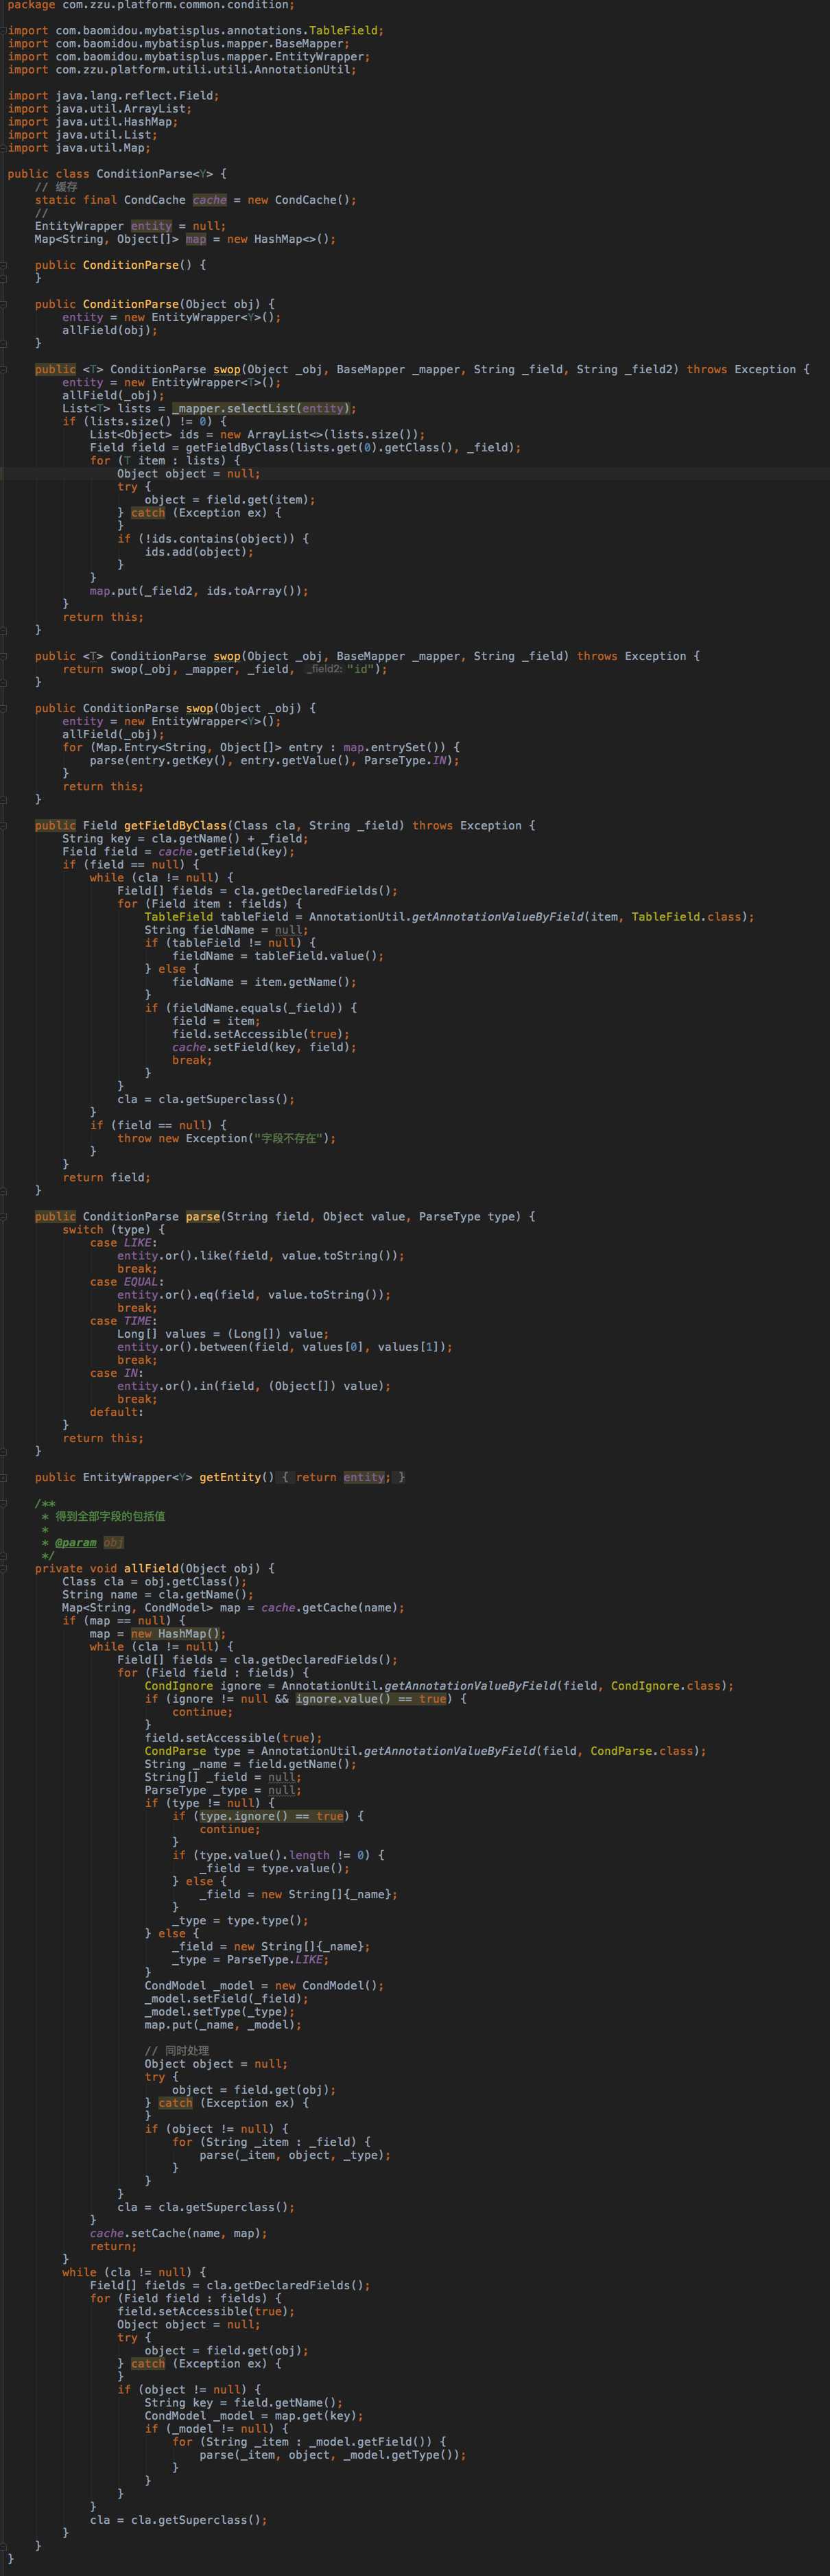 package com.zzu.platform.common.condition;
import com.baomidou.mybatisplus.annotations.TableField;
import com.baomidou.mybatisplus.mapper.BaseMapper;
import com.baomidou.mybatisplus.mapper.EntityWrapper;
import com.zzu.platform.utili.utili.AnnotationUtil;
import java.lang.reflect.Field;
import java.util.ArrayList;
import java.util.HashMap;
import java.util.List;
import java.util.Map;
public class ConditionParse<Y> {
// 缓存
static final CondCache cache = new CondCache();
//
EntityWrapper entity = null;
Map<String, Object[]> map = new HashMap<>();
public ConditionParse() {
}
public ConditionParse(Object obj) {
entity = new EntityWrapper<Y>();
allField(obj);
}
public <T> ConditionParse swop(Object _obj, BaseMapper _mapper, String _field, String _field2) throws Exception {
entity = new EntityWrapper<T>();
allField(_obj);
List<T> lists = _mapper.selectList(entity);
if (lists.size() != 0) {
List<Object> ids = new ArrayList<>(lists.size());
Field field = getFieldByClass(lists.get(0).getClass(), _field);
for (T item : lists) {
Object object = null;
try {
object = field.get(item);
} catch (Exception ex) {
}
if (!ids.contains(object)) {
ids.add(object);
}
}
map.put(_field2, ids.toArray());
}
return this;
}
public <T> ConditionParse swop(Object _obj, BaseMapper _mapper, String _field) throws Exception {
return swop(_obj, _mapper, _field, _field2: "id");
}
public ConditionParse swop(Object _obj) {
entity = new EntityWrapper<Y>();
allField(_obj);
for (Map.Entry<String, Object[]> entry : map.entrySet()) {
parse(entry.getKey(), entry.getValue(), ParseType.IN);
}
return this;
}
public Field getFieldByClass(Class cla, String _field) throws Exception {
String key = cla.getName() + _field;
Field field = cache.getField(key);
if (field == null) {
while (cla != null) {
Field[] fields = cla.getDeclaredFields();
for (Field item : fields) {
TableField tableField = AnnotationUtil.getAnnotationValueByField(item, TableField.class);
String fieldName = null;
if (tableField != null) {
fieldName = tableField.value();
} else {
fieldName = item.getName();
}
if (fieldName.equals(_field)) {
field = item;
field.setAccessible(true);
cache.setField(key, field);
break;
}
}
cla = cla.getSuperclass();
}
if (field == null) {
throw new Exception("字段不存在");
}
}
return field;
}
public ConditionParse parse(String field, Object value, ParseType type) {
switch (type) {
case LIKE:
entity.or().like(field, value.toString());
break;
case EQUAL:
entity.or().eq(field, value.toString());
break;
case TIME:
Long[] values = (Long[]) value;
entity.or().between(field, values[0], values[1]);
break;
case IN:
entity.or().in(field, (Object[]) value);
break;
default:
}
return this;
}
public EntityWrapper<Y> getEntity() { return entity; }
/**
* 得到全部字段的包括值
*
* @param obj
*/
private void allField(Object obj) {
Class cla = obj.getClass();
String name = cla.getName();
Map<String, CondModel> map = cache.getCache(name);
if (map == null) {
map = new HashMap();
while (cla != null) {
Field[] fields = cla.getDeclaredFields();
for (Field field : fields) {
CondIgnore ignore = AnnotationUtil.getAnnotationValueByField(field, CondIgnore.class);
if (ignore != null && ignore.value() == true) {
continue;
}
field.setAccessible(true);
CondParse type = AnnotationUtil.getAnnotationValueByField(field, CondParse.class);
String _name = field.getName();
String[] _field = null;
ParseType _type = null;
if (type != null) {
if (type.ignore() == true) {
continue;
}
if (type.value().length != 0) {
_field = type.value();
} else {
_field = new String[]{_name};
}
_type = type.type();
} else {
_field = new String[]{_name};
_type = ParseType.LIKE;
}
CondModel _model = new CondModel();
_model.setField(_field);
_model.setType(_type);
map.put(_name, _model);
// 同时处理
Object object = null;
try {
object = field.get(obj);
} catch (Exception ex) {
}
if (object != null) {
for (String _item : _field) {
parse(_item, object, _type);
}
}
}
cla = cla.getSuperclass();
}
cache.setCache(name, map);
return;
}
while (cla != null) {
Field[] fields = cla.getDeclaredFields();
for (Field field : fields) {
field.setAccessible(true);
Object object = null;
try {
object = field.get(obj);
} catch (Exception ex) {
}
if (object != null) {
String key = field.getName();
CondModel _model = map.get(key);
if (_model != null) {
for (String _item : _model.getField()) {
parse(_item, object, _model.getType());
}
}
}
}
cla = cla.getSuperclass();
}
}
}